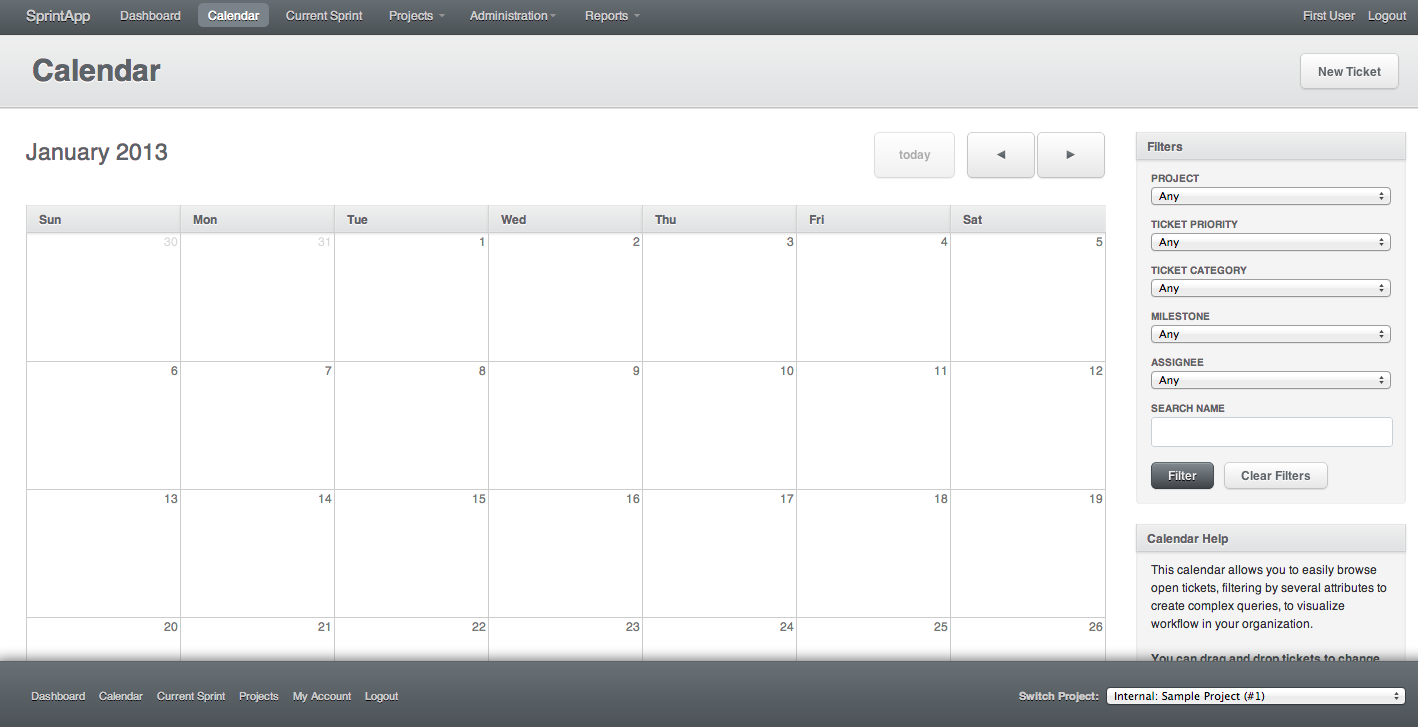 SprintApp Dashboard Calendar Current Sprint Projects Administration Reports First User Logout
Calendar
New Ticket
January 2013
today
Sun Mon Tue Wed Thu Fri Sat
30 31 1 2 3 4 5
6 7 8 9 10 11 12
13 14 15 16 17 18 19
20 21 22 23 24 25 26
Filters
PROJECT
Any
TICKET PRIORITY
Any
TICKET CATEGORY
Any
MILESTONE
Any
ASSIGNEE
Any
SEARCH NAME
Filter Clear Filters
Calendar Help
This calendar allows you to easily browse
open tickets, filtering by several attributes to
create complex queries, to visualize
workflow in your organization.
You can drag and drop tickets to change
Dashboard Calendar Current Sprint Projects My Account Logout
Switch Project: Internal: Sample Project (#1)